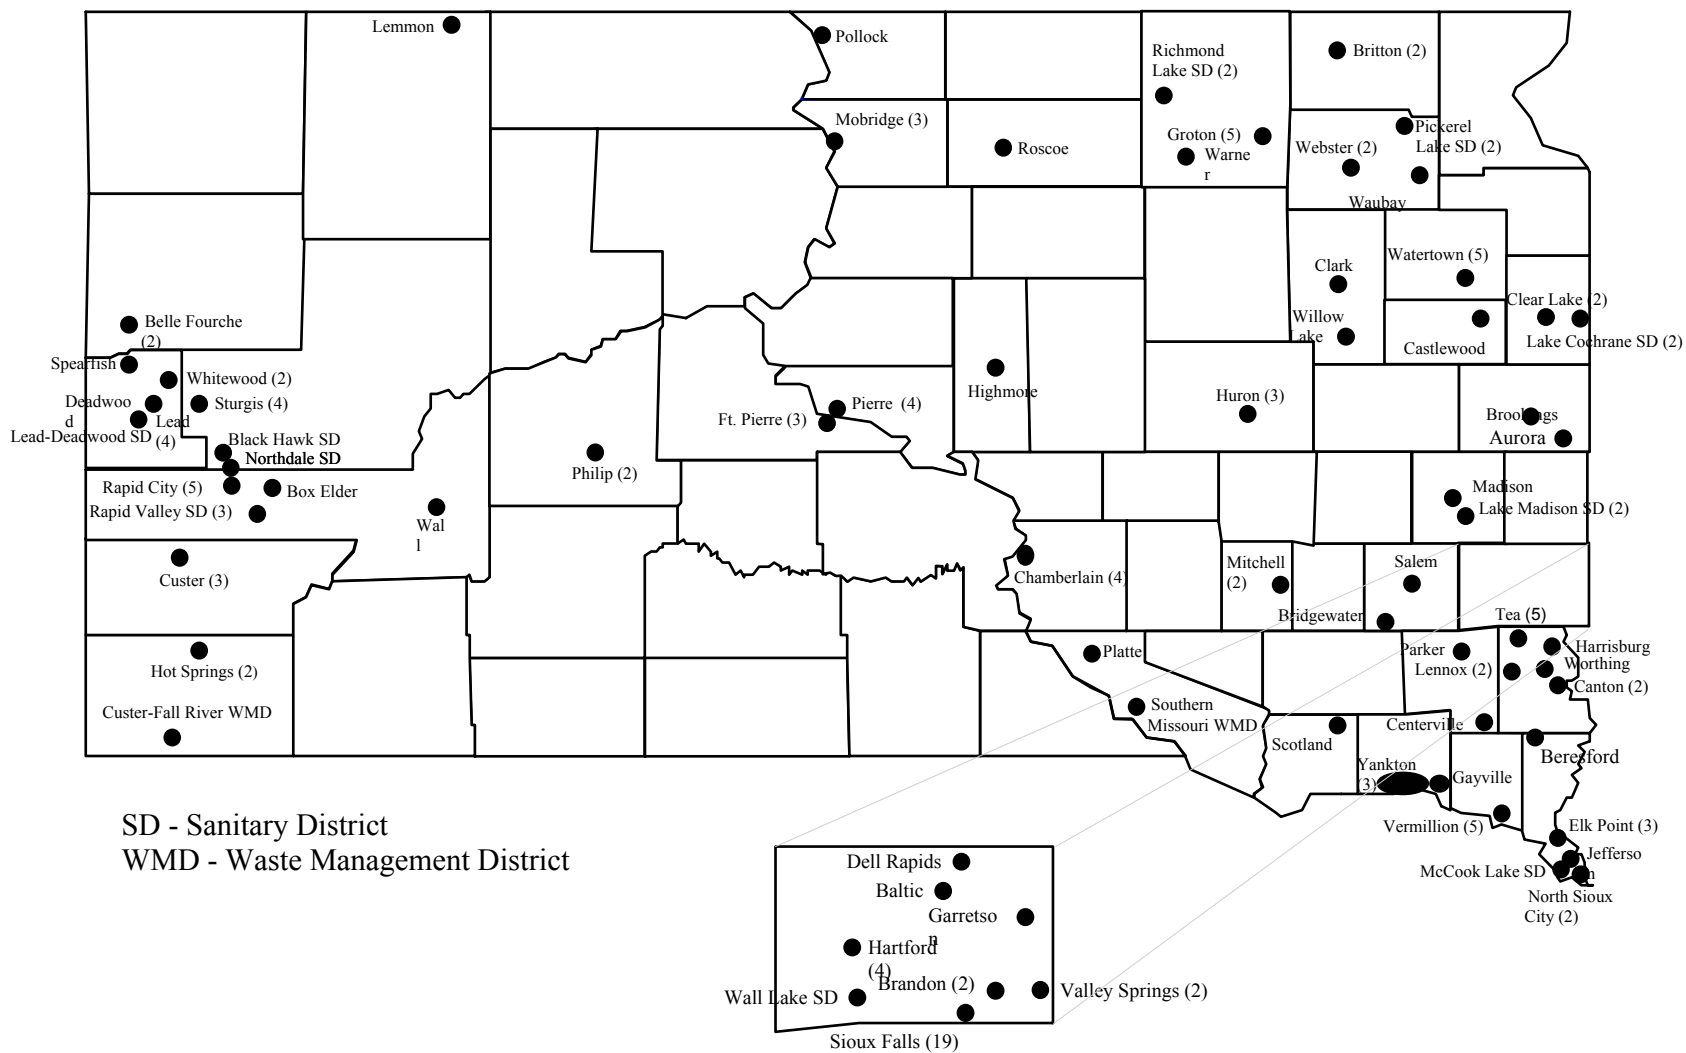 Lemmon
Pollock
Richmond
Lake SD (2)
Britton (2)
Mobridge (3)
Roscoe
Groton (5)
Warne
r
Webster (2)
Pickerel
Lake SD (2)
Waubay
Clark
Watertown (5)
Willow
Lake
Clear Lake (2)
Lake Cochrane SD (2)
Castlewood
Belle Fourche
(2)
Spearfish
Whitewood (2)
Deadwoo
d
Sturgis (4)
Lead
(4)
Lead-Deadwood SD
Black Hawk SD
Northdale SD
Rapid City (5)
Box Elder
Rapid Valley SD (3)
Wal
l
Philip (2)
Ft. Pierre (3)
Pierre (4)
Highmore
Huron (3)
Brookings
Aurora
Madison
Lake Madison SD (2)
Custer (3)
Chamberlain (4)
Mitchell
(2)
Salem
Bridgewater
Tea (5)
Hot Springs (2)
Platte
Parker
Lennox (2)
Harrisburg
Worthing
Canton (2)
Custer-Fall River WMD
Southern
Missouri WMD
Scotland
Centerville
Beresford
Yankton
(3)
Gayville
Vermillion (5)
Elk Point (3)
Jefferso
n
McCook Lake SD
North Sioux
City (2)
SD - Sanitary District
WMD - Waste Management District
Dell Rapids
Baltic
Garretso
n
Hartford
(4)
Brandon (2)
Wall Lake SD
Valley Springs (2)
Sioux Falls (19)